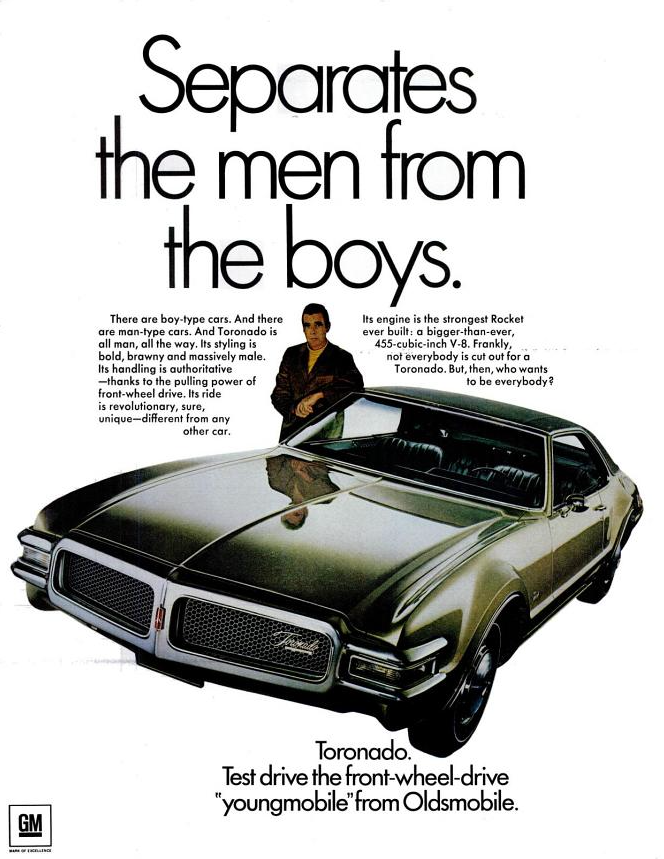 Separates
the men from
the boys.
There are boy-type cars. And there
are man-type cars. And Toronado is
all man, all the way. Its styling is
bold, brawny and massively male.
Its handling is authoritative
—thanks to the pulling power of
front-wheel drive. Its ride
is revolutionary, sure,
unique—different from any
other car.
Its engine is the strongest Rocket
ever built: a bigger-than-ever,
455-cubic-inch V-8. Frankly,
not everybody is cut out for a
Toronado. But, then, who wants
to be everybody?
Toronado
Toronado.
Test drive the front-wheel-drive
"youngmobile" from Oldsmobile.
GM
MARK OF EXCELLENCE